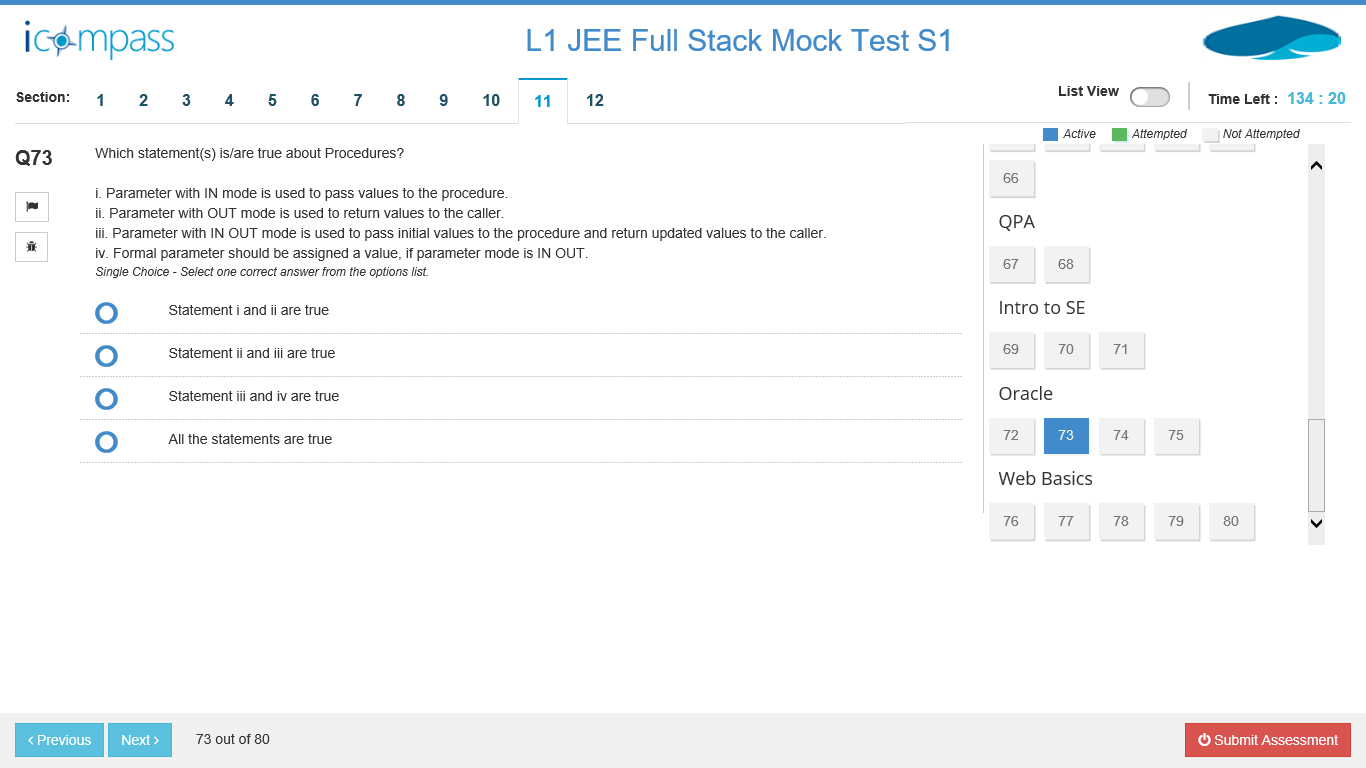 icompass
L1 JEE Full Stack Mock Test S1
Section: 1 2 3 4 5 6 7 8 9 10 11 12
List View
Time Left : 134 : 20
Active Attempted Not Attempted
Q73
Which statement(s) is/are true about Procedures?
i. Parameter with IN mode is used to pass values to the procedure.
ii. Parameter with OUT mode is used to return values to the caller.
iii. Parameter with IN OUT mode is used to pass initial values to the procedure and return updated values to the caller.
iv. Formal parameter should be assigned a value, if parameter mode is IN OUT.
Single Choice - Select one correct answer from the options list.
Statement i and ii are true
Statement ii and iii are true
Statement iii and iv are true
All the statements are true
66
QPA
67 68
Intro to SE
69 70 71
Oracle
72 73 74 75
Web Basics
76 77 78 79 80
‹ Previous
Next ›
73 out of 80
Submit Assessment